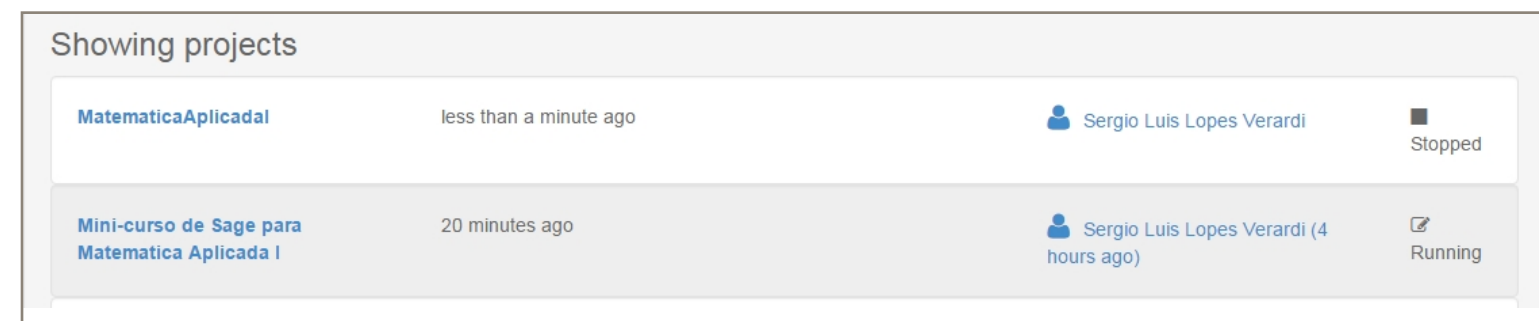 Showing projects
MatematicaAplicadaI less than a minute ago Sergio Luis Lopes Verardi
Stopped
Mini-curso de Sage para 20 minutes ago Sergio Luis Lopes Verardi (4
Matematica Aplicada I hours ago) Running